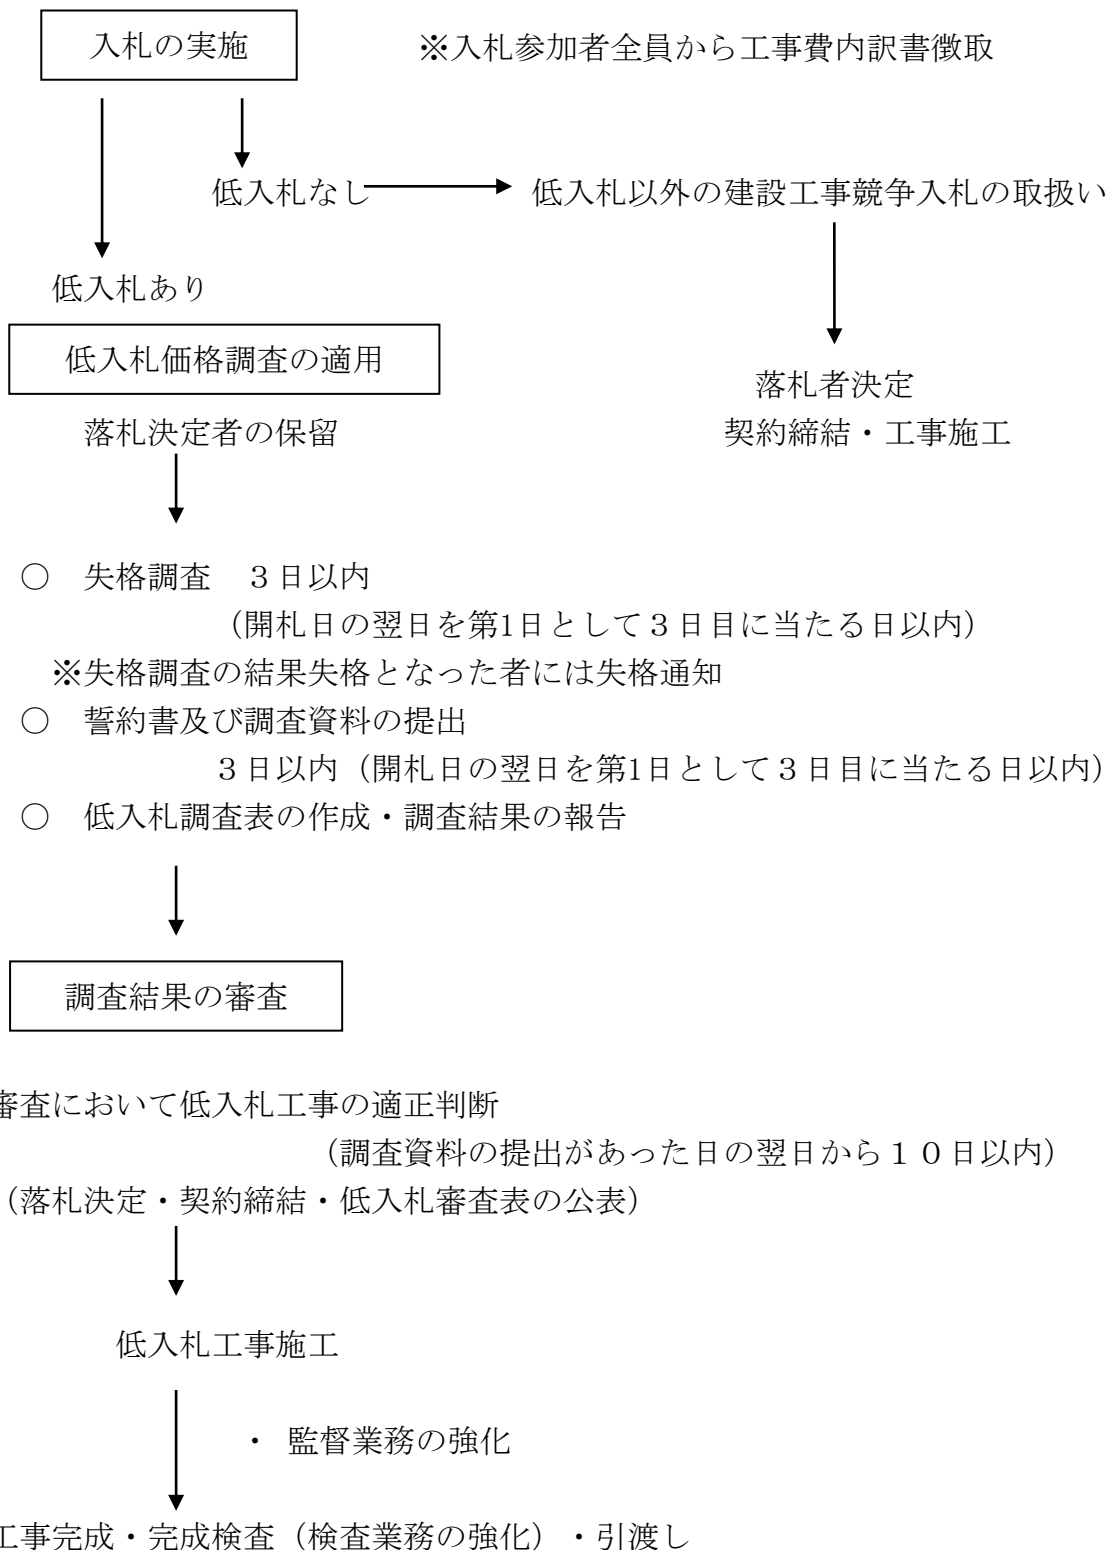 入札の実施
※入札参加者全員から工事費内訳書徴取
低入札なし
低入札以外の建設工事競争入札の取扱い
低入札あり
低入札価格調査の適用
落札者決定
落札決定者の保留
契約締結・工事施工
○　失格調査　３日以内
（開札日の翌日を第1日として３日目に当たる日以内）
※失格調査の結果失格となった者には失格通知
○　誓約書及び調査資料の提出
３日以内（開札日の翌日を第1日として３日目に当たる日以内）
○　低入札調査表の作成・調査結果の報告
調査結果の審査
審査において低入札工事の適正判断
（調査資料の提出があった日の翌日から１０日以内）
（落札決定・契約締結・低入札審査表の公表）
低入札工事施工
・ 監督業務の強化
工事完成・完成検査（検査業務の強化）・引渡し